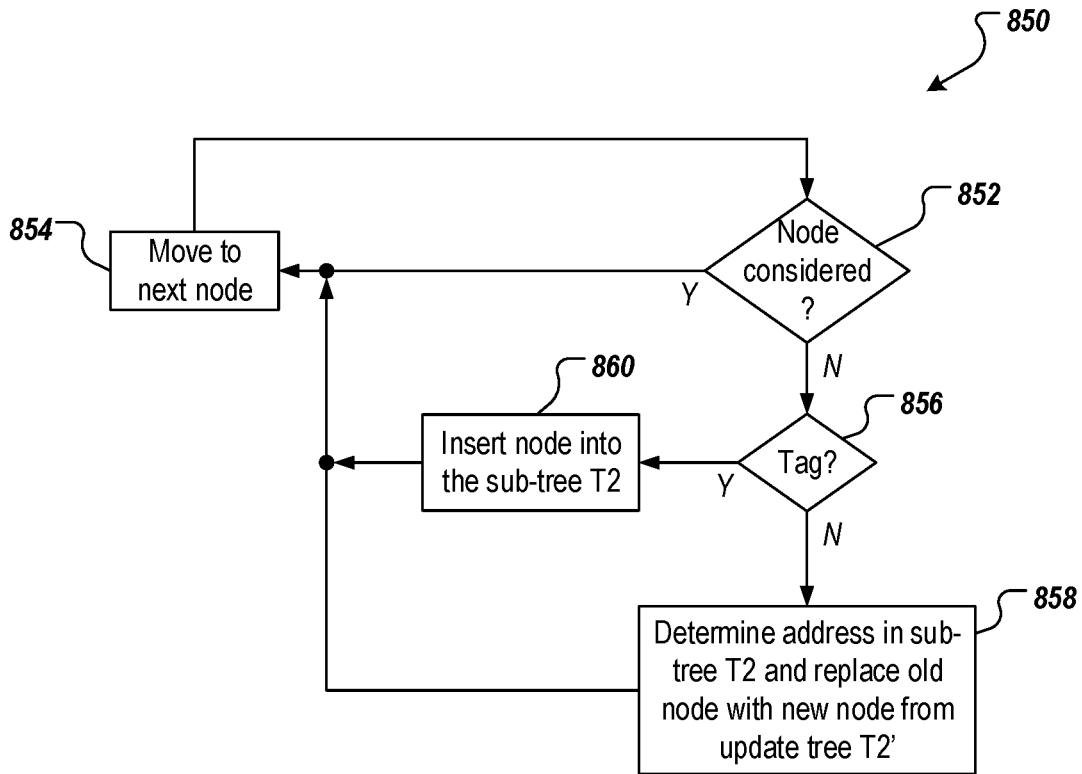 850
852
854
Node
considered
?
Move to
next node
Y
N
860
856
Insert node into
the sub-tree T2
Tag?
Y
N
858
Determine address in sub-
tree T2 and replace old
node with new node from
update tree T2’